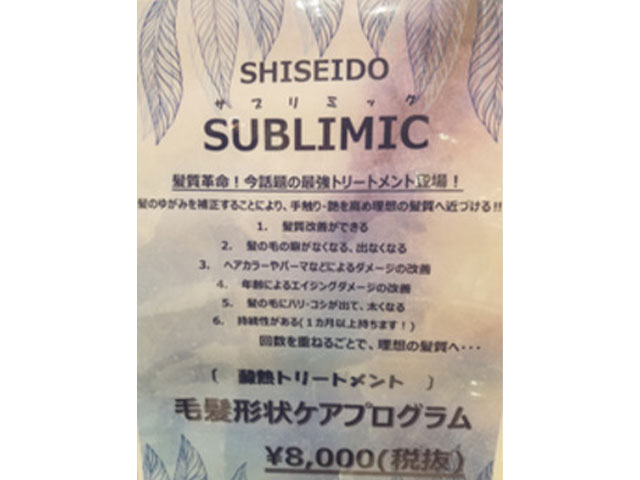 SHISEIDO
サブリミック
SUBLIMIC
髪質革命！今話題の最強トリートメント登場！
髪のゆがみを補正することにより、手触り・艶を高め理想の髪質へ近づける!!
1. 髪質改善ができる
2. 髪の毛の癖がなくなる、出なくなる
3. ヘアカラーやパーマなどによるダメージの改善
4. 年齢によるエイジングダメージの改善
5. 髪の毛にハリ・コシが出て、太くなる
6. 持続性がある(１カ月以上持ちます！)
回数を重ねるごとで、理想の髪質へ・・・
〔 酸熱トリートメント 〕
毛髪形状ケアプログラム
¥8,000(税抜)